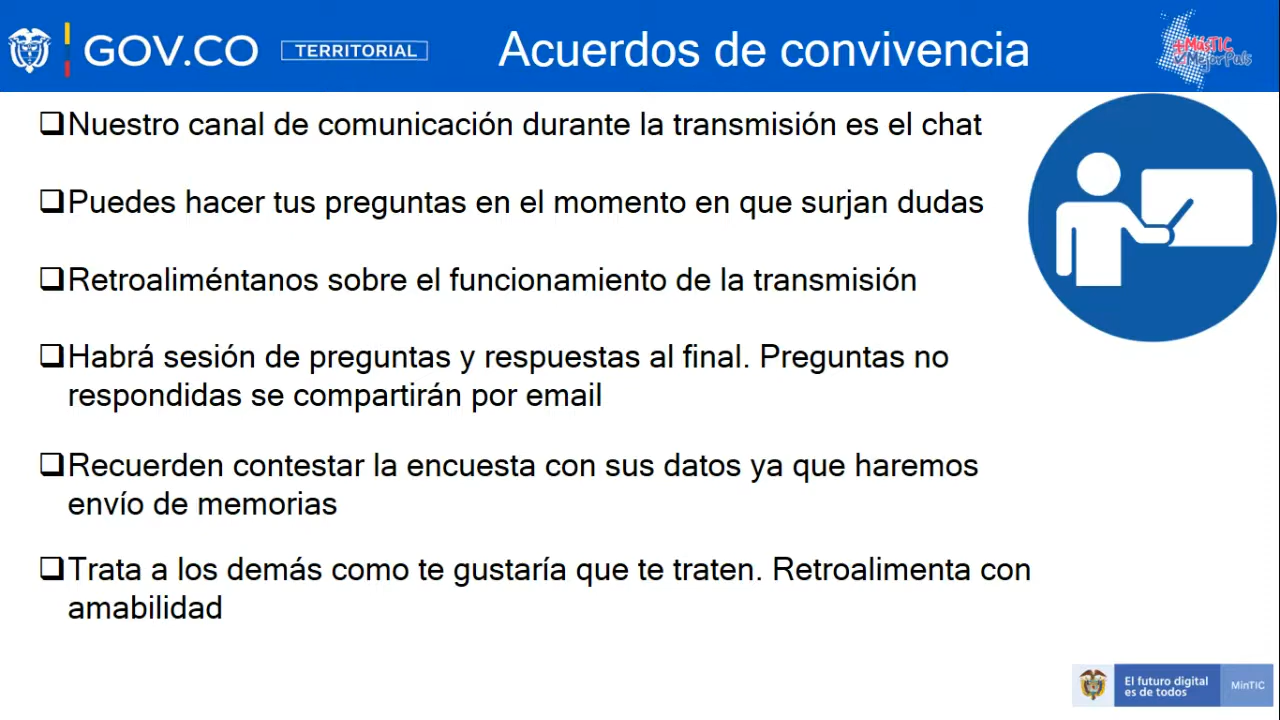 GOV.CO TERRITORIAL Acuerdos de convivencia
+MásTIC
MejorPaís
Nuestro canal de comunicación durante la transmisión es el chat
Puedes hacer tus preguntas en el momento en que surjan dudas
Retroaliméntanos sobre el funcionamiento de la transmisión
Habrá sesión de preguntas y respuestas al final. Preguntas no
respondidas se compartirán por email
Recuerden contestar la encuesta con sus datos ya que haremos
envío de memorias
Trata a los demás como te gustaría que te traten. Retroalimenta con
amabilidad
El futuro digital
es de todos
MinTIC